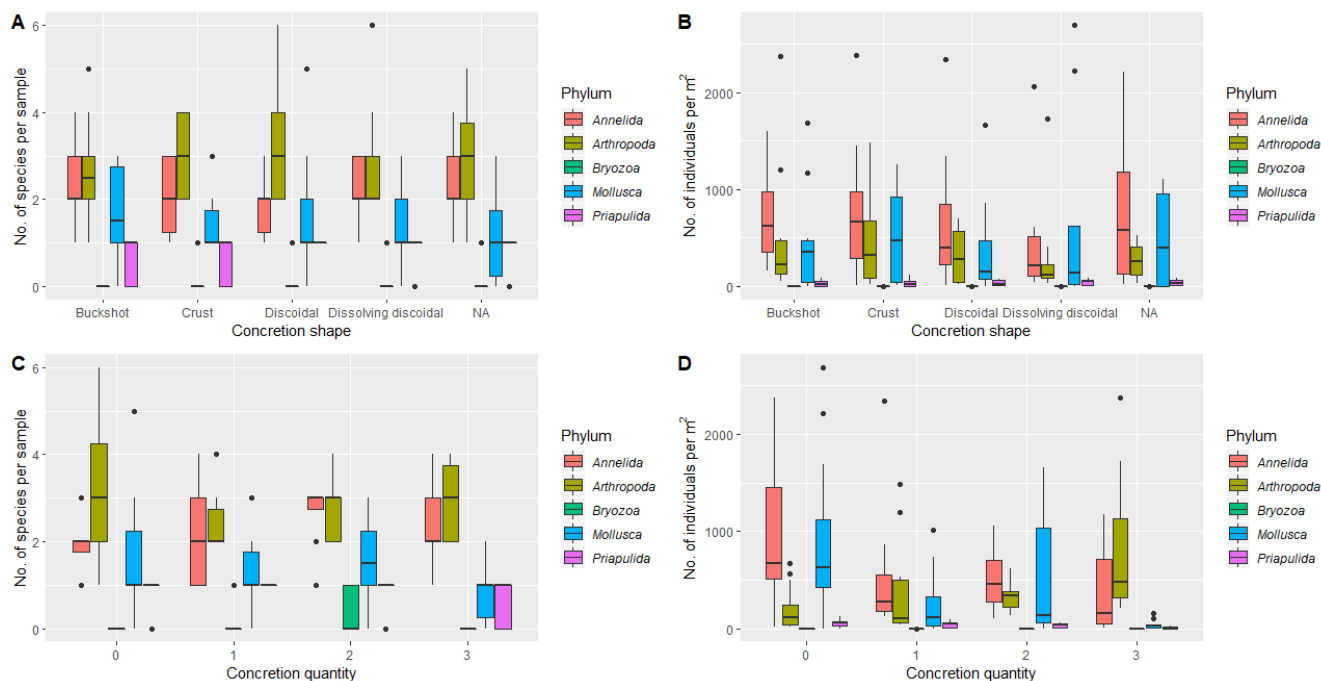 A
No. of species per sample
6
4
2
0
Buckshot
Crust
Discoidal
Dissolving discoidal
NA
Concretion shape
Phylum
Annelida
Arthropoda
Bryozoa
Mollusca
Priapulida
B
No. of individuals per m²
2000
1000
0
Buckshot
Crust
Discoidal
Dissolving discoidal
NA
Concretion shape
Phylum
Annelida
Arthropoda
Bryozoa
Mollusca
Priapulida
C
No. of species per sample
6
4
2
0
0
1
2
3
Concretion quantity
Phylum
Annelida
Arthropoda
Bryozoa
Mollusca
Priapulida
D
No. of individuals per m²
2000
1000
0
0
1
2
3
Concretion quantity
Phylum
Annelida
Arthropoda
Bryozoa
Mollusca
Priapulida